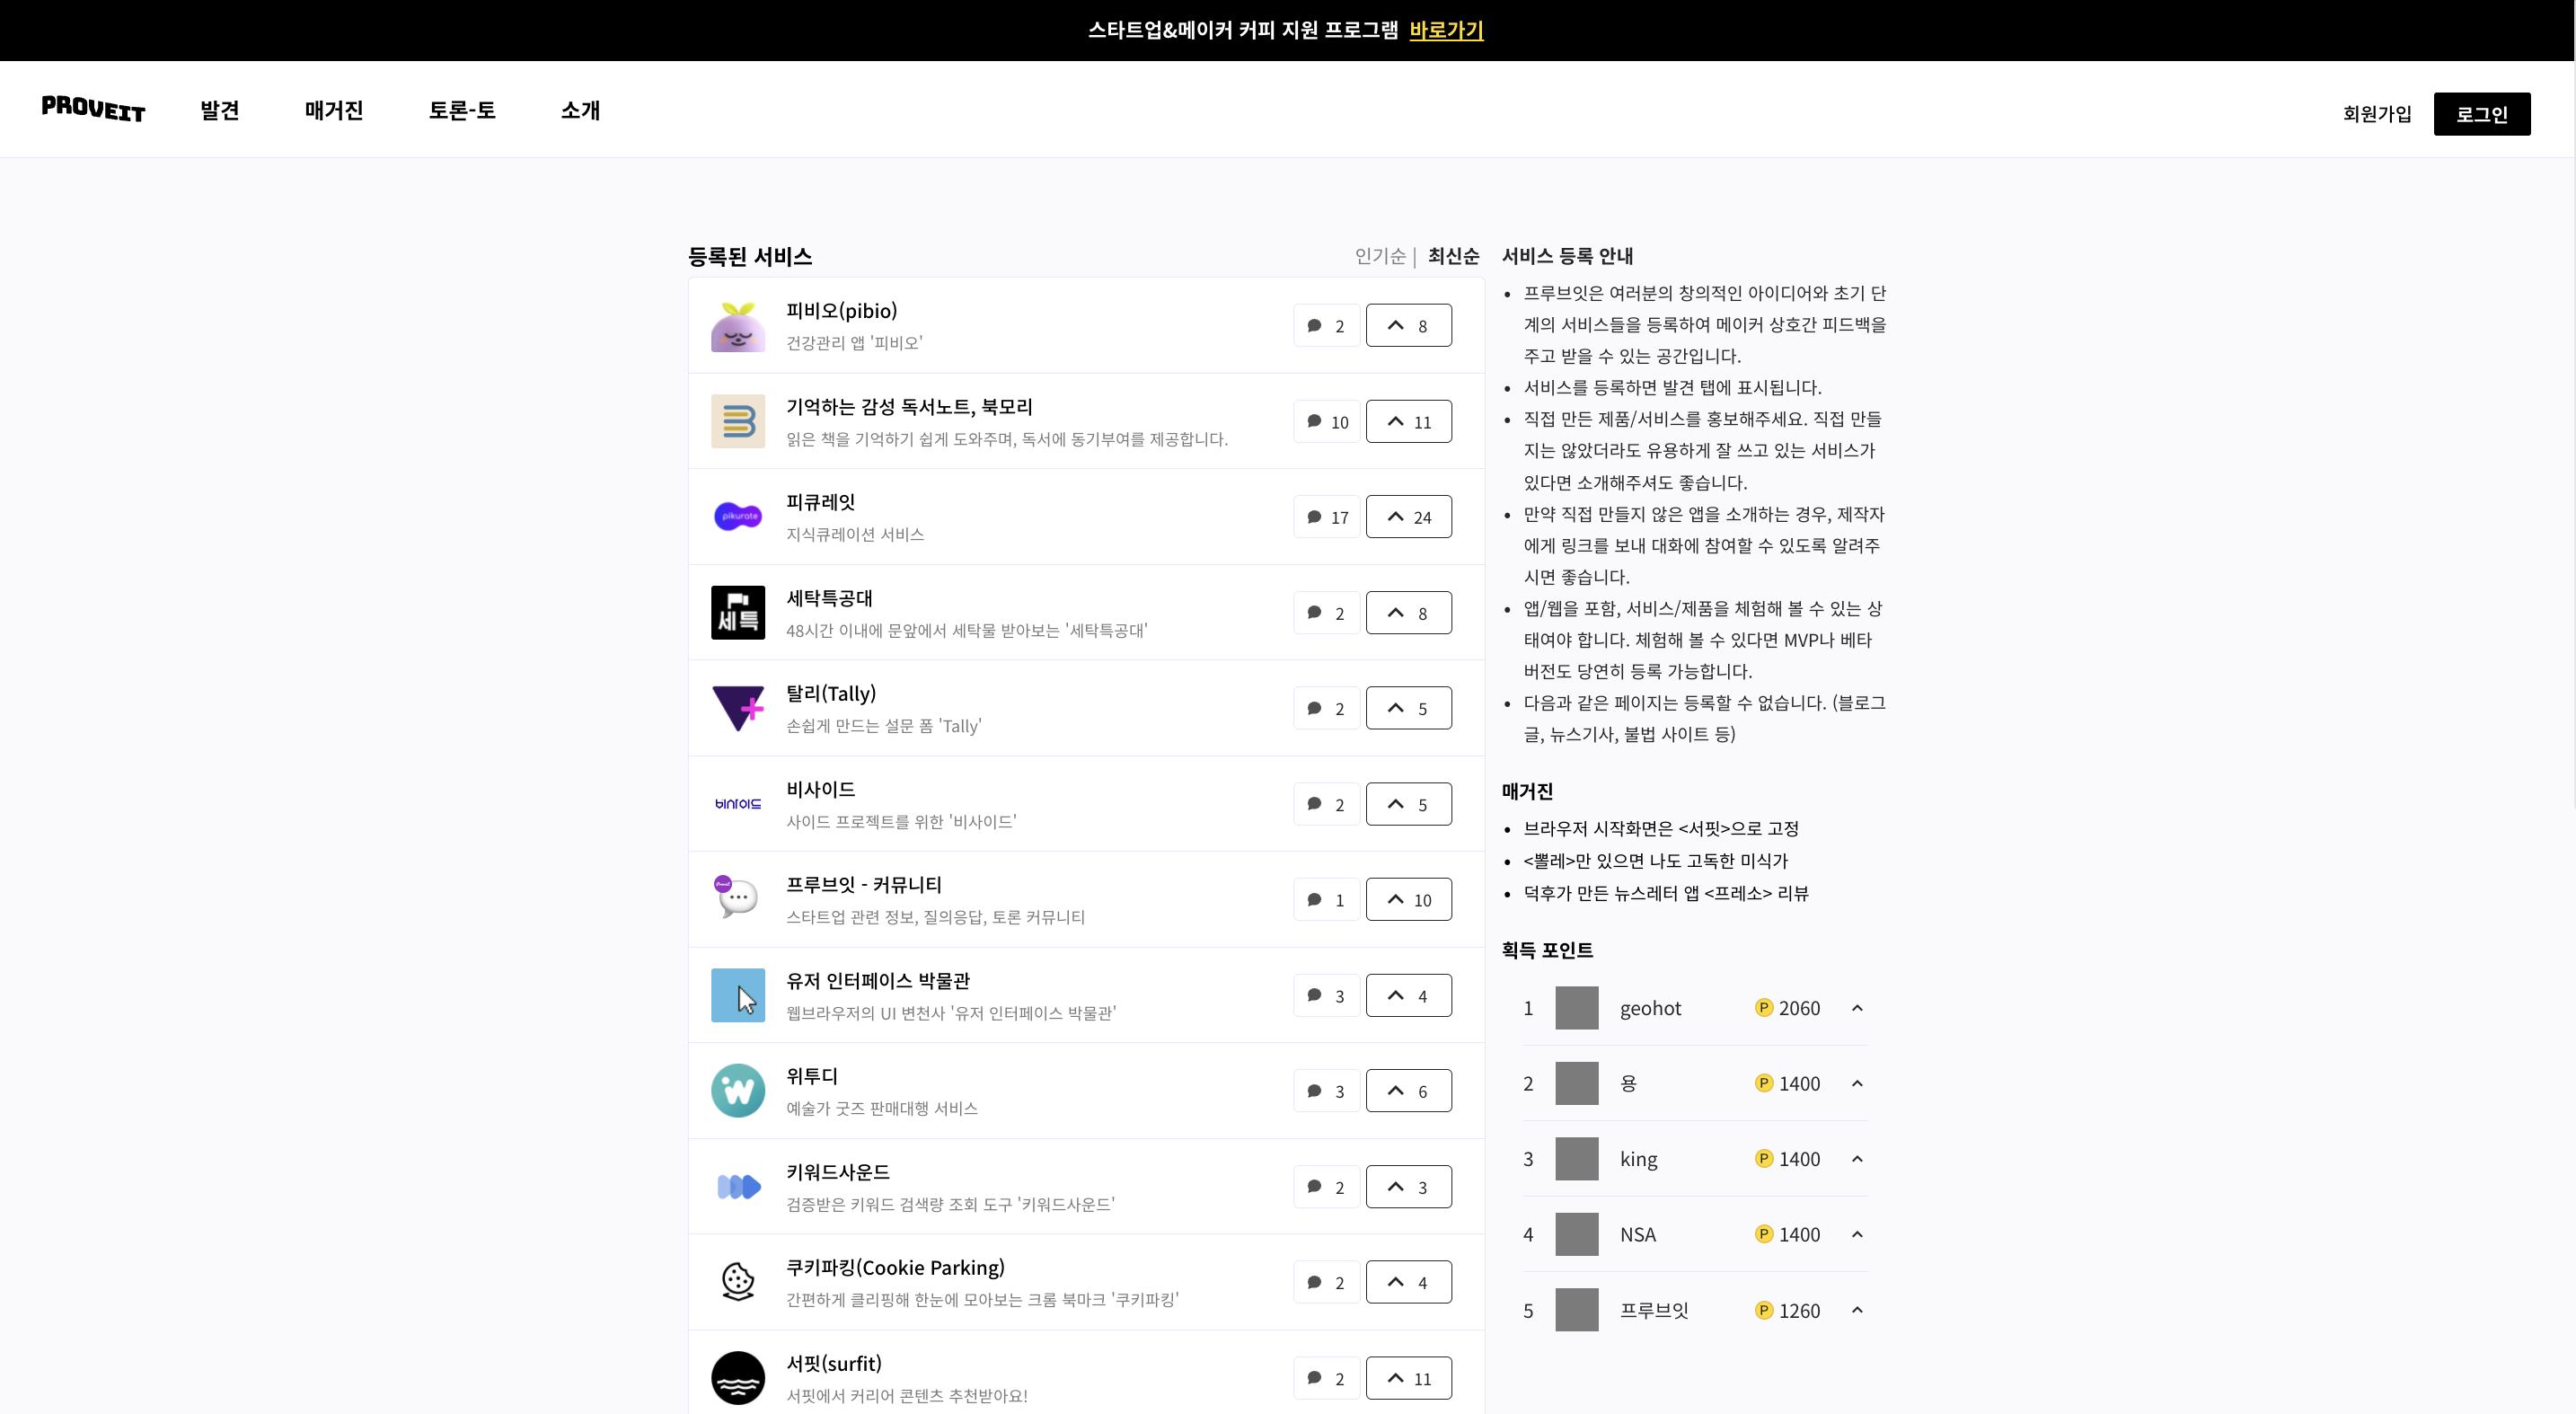 스타트업&메이커 커피 지원 프로그램 바로가기
PROVEIT 발견 매거진 토론-토 소개 회원가입 로그인
등록된 서비스 인기순 | 최신순
피비오(pibio)
건강관리 앱 '피비오'
2 8
기억하는 감성 독서노트, 북모리
읽은 책을 기억하기 쉽게 도와주며, 독서에 동기부여를 제공합니다.
10 11
pikurate
피큐레잇
지식큐레이션 서비스
17 24
세특
세탁특공대
48시간 이내에 문앞에서 세탁물 받아보는 '세탁특공대'
2 8
탈리(Tally)
손쉽게 만드는 설문 폼 'Tally'
2 5
비사이드
비사이드
사이드 프로젝트를 위한 '비사이드'
2 5
프루브잇 - 커뮤니티
스타트업 관련 정보, 질의응답, 토론 커뮤니티
1 10
유저 인터페이스 박물관
웹브라우저의 UI 변천사 '유저 인터페이스 박물관'
3 4
위투디
예술가 굿즈 판매대행 서비스
3 6
키워드사운드
검증받은 키워드 검색량 조회 도구 '키워드사운드'
2 3
쿠키파킹(Cookie Parking)
간편하게 클리핑해 한눈에 모아보는 크롬 북마크 '쿠키파킹'
2 4
서핏(surfit)
서핏에서 커리어 콘텐츠 추천받아요!
2 11
서비스 등록 안내
• 프루브잇은 여러분의 창의적인 아이디어와 초기 단
계의 서비스들을 등록하여 메이커 상호간 피드백을
주고 받을 수 있는 공간입니다.
• 서비스를 등록하면 발견 탭에 표시됩니다.
• 직접 만든 제품/서비스를 홍보해주세요. 직접 만들
지는 않았더라도 유용하게 잘 쓰고 있는 서비스가
있다면 소개해주셔도 좋습니다.
• 만약 직접 만들지 않은 앱을 소개하는 경우, 제작자
에게 링크를 보내 대화에 참여할 수 있도록 알려주
시면 좋습니다.
• 앱/웹을 포함, 서비스/제품을 체험해 볼 수 있는 상
태여야 합니다. 체험해 볼 수 있다면 MVP나 베타
버전도 당연히 등록 가능합니다.
• 다음과 같은 페이지는 등록할 수 없습니다. (블로그
글, 뉴스기사, 불법 사이트 등)
매거진
• 브라우저 시작화면은 <서핏>으로 고정
• <뽈레>만 있으면 나도 고독한 미식가
• 덕후가 만든 뉴스레터 앱 <프레소> 리뷰
획득 포인트
1 geohot P 2060
2 용 P 1400
3 king P 1400
4 NSA P 1400
5 프루브잇 P 1260